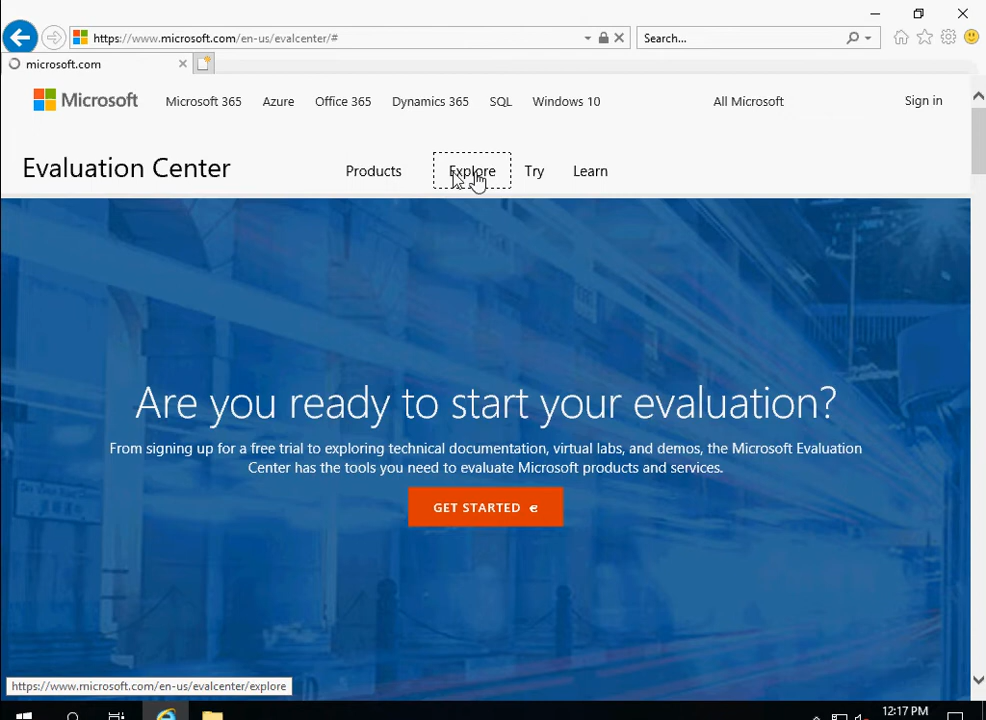 https://www.microsoft.com/en-us/evalcenter/#
Search...
microsoft.com
Microsoft
Microsoft 365
Azure
Office 365
Dynamics 365
SQL
Windows 10
All Microsoft
Sign in
Evaluation Center
Products
Explore
Try
Learn
Are you ready to start your evaluation?
From signing up for a free trial to exploring technical documentation, virtual labs, and demos, the Microsoft Evaluation
Center has the tools you need to evaluate Microsoft products and services.
GET STARTED
https://www.microsoft.com/en-us/evalcenter/explore
12:17 PM